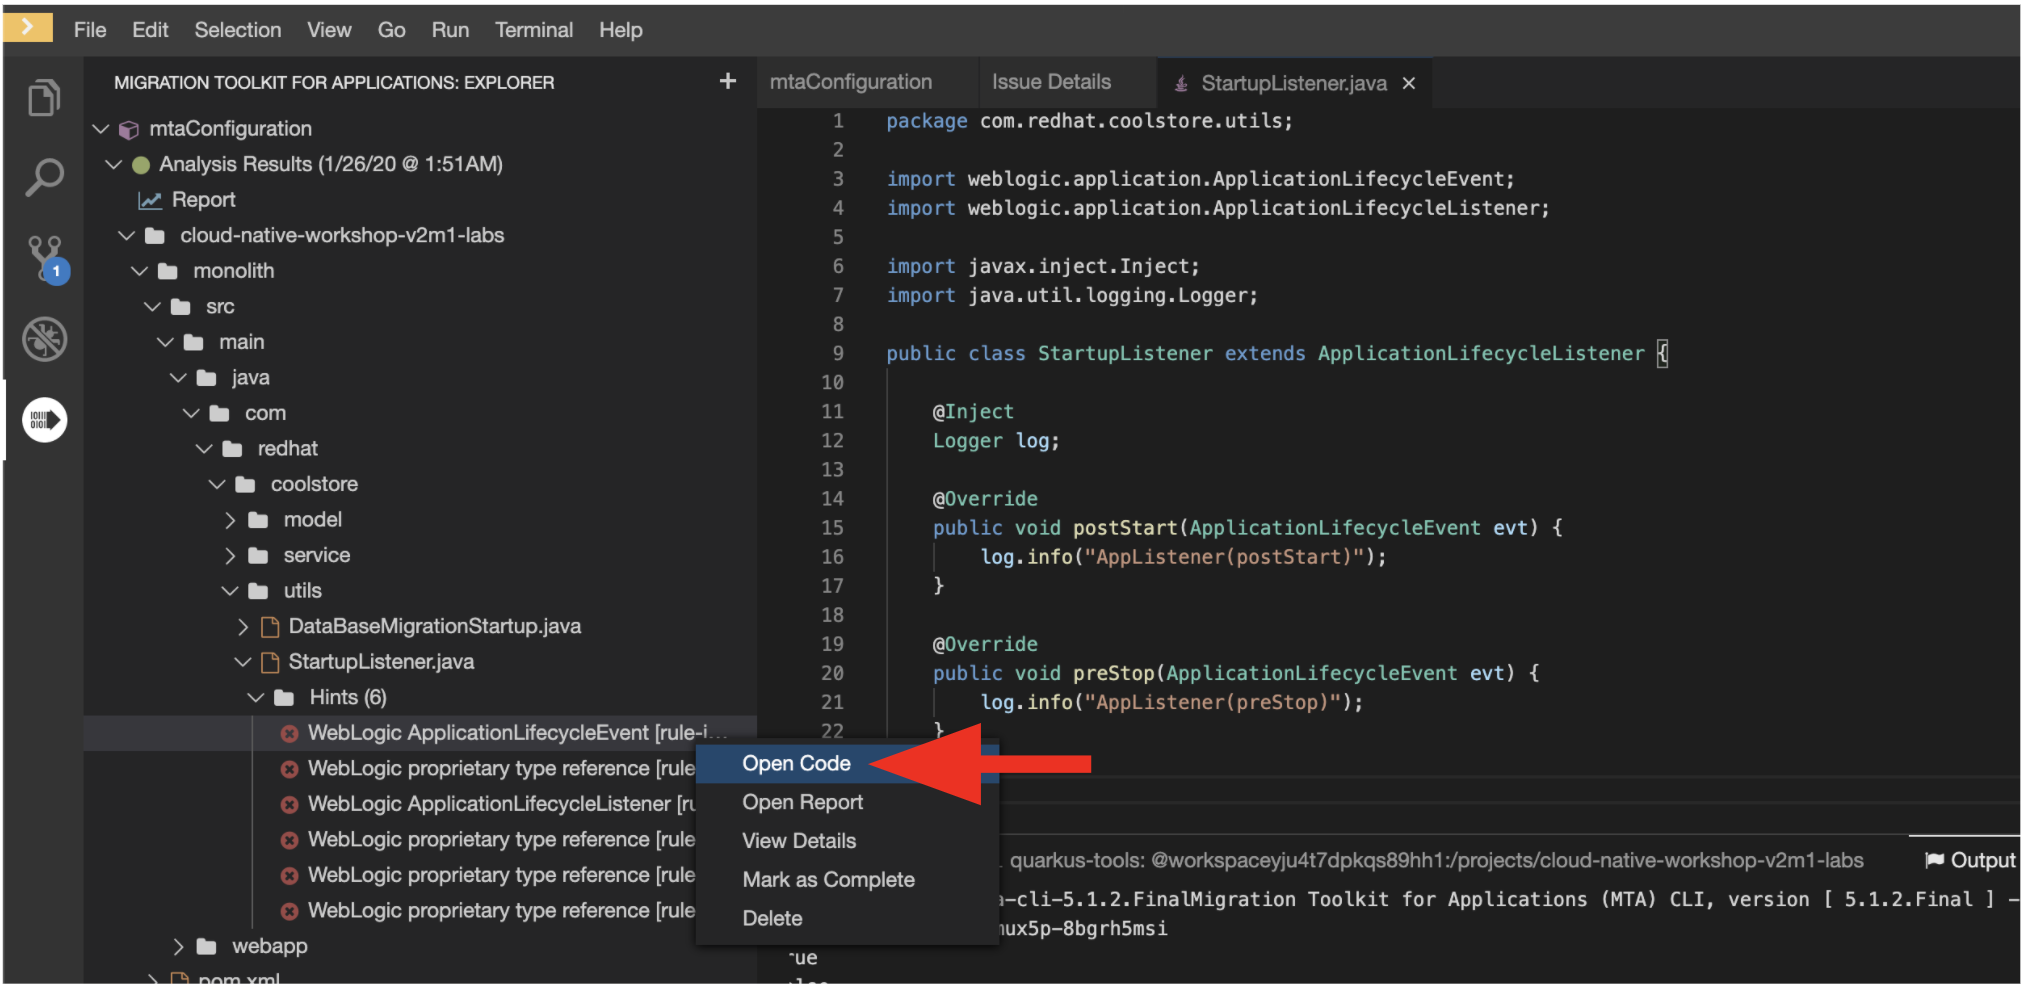 File Edit Selection View Go Run Terminal Help
MIGRATION TOOLKIT FOR APPLICATIONS: EXPLORER +
mtaConfiguration
Analysis Results (1/26/20 @ 1:51AM)
Report
cloud-native-workshop-v2m1-labs
monolith
src
main
java
com
redhat
coolstore
model
service
utils
DataBaseMigrationStartup.java
StartupListener.java
Hints (6)
WebLogic ApplicationLifecycleEvent [rule-i...
WebLogic proprietary type reference [rule
WebLogic ApplicationLifecycleListener [ru
WebLogic proprietary type reference [rule
WebLogic proprietary type reference [rule
WebLogic proprietary type reference [rule
webapp
pom.xml
1
Open Code
Open Report
View Details
Mark as Complete
Delete
mtaConfiguration Issue Details StartupListener.java ×
1 package com.redhat.coolstore.utils;
2
3 import weblogic.application.ApplicationLifecycleEvent;
4 import weblogic.application.ApplicationLifecycleListener;
5
6 import javax.inject.Inject;
7 import java.util.logging.Logger;
8
9 public class StartupListener extends ApplicationLifecycleListener {
10
11 @Inject
12 Logger log;
13
14 @Override
15 public void postStart(ApplicationLifecycleEvent evt) {
16 log.info("AppListener(postStart)");
17 }
18
19 @Override
20 public void preStop(ApplicationLifecycleEvent evt) {
21 log.info("AppListener(preStop)");
22 }
quarkus-tools: @workspaceyju4t7dpkqs89hh1:/projects/cloud-native-workshop-v2m1-labs Output
-cli-5.1.2.FinalMigration Toolkit for Applications (MTA) CLI, version [ 5.1.2.Final ] -
ux5p-8bgrh5msi
ue